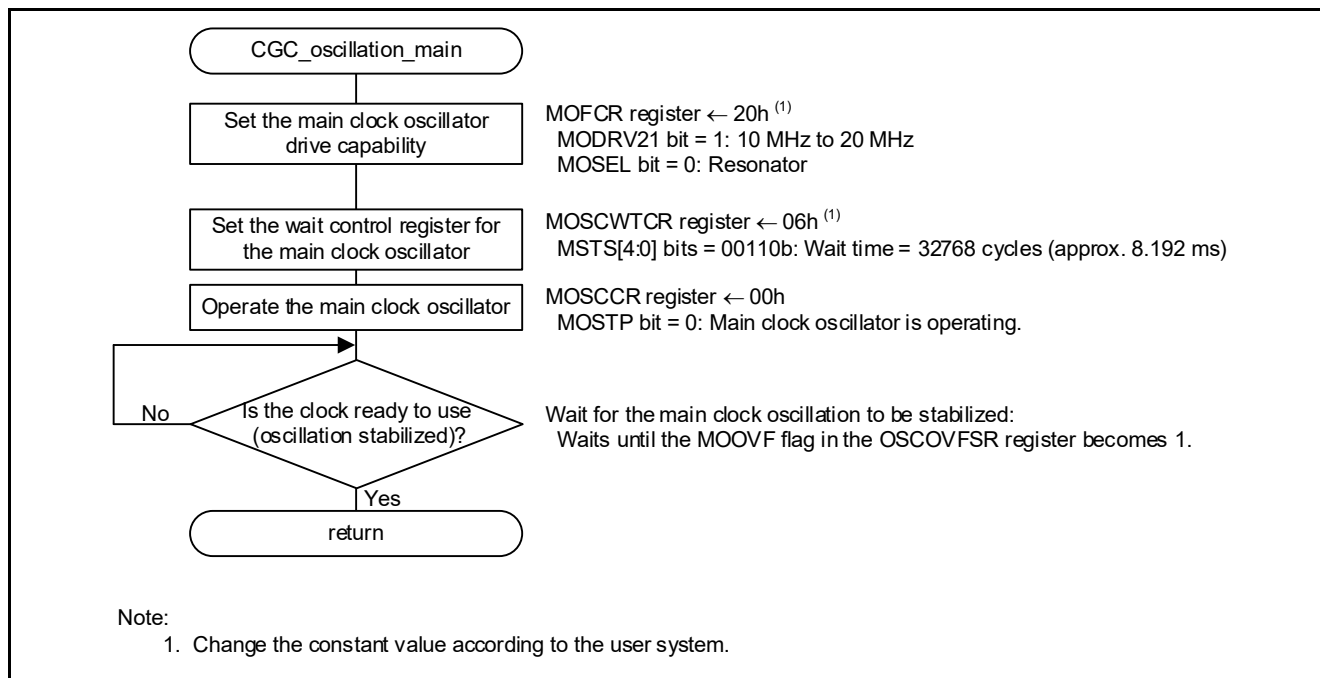 CGC_oscillation_main
Set the main clock oscillator
drive capability
MOFCR register ← 20h (1)
MODRV21 bit = 1: 10 MHz to 20 MHz
MOSEL bit = 0: Resonator
Set the wait control register for
the main clock oscillator
MOSCWTCR register ← 06h (1)
MSTS[4:0] bits = 00110b: Wait time = 32768 cycles (approx. 8.192 ms)
Operate the main clock oscillator
MOSCCR register ← 00h
MOSTP bit = 0: Main clock oscillator is operating.
No
Is the clock ready to use
(oscillation stabilized)?
Wait for the main clock oscillation to be stabilized:
Waits until the MOOVF flag in the OSCOVFSR register becomes 1.
Yes
return
Note:
1. Change the constant value according to the user system.